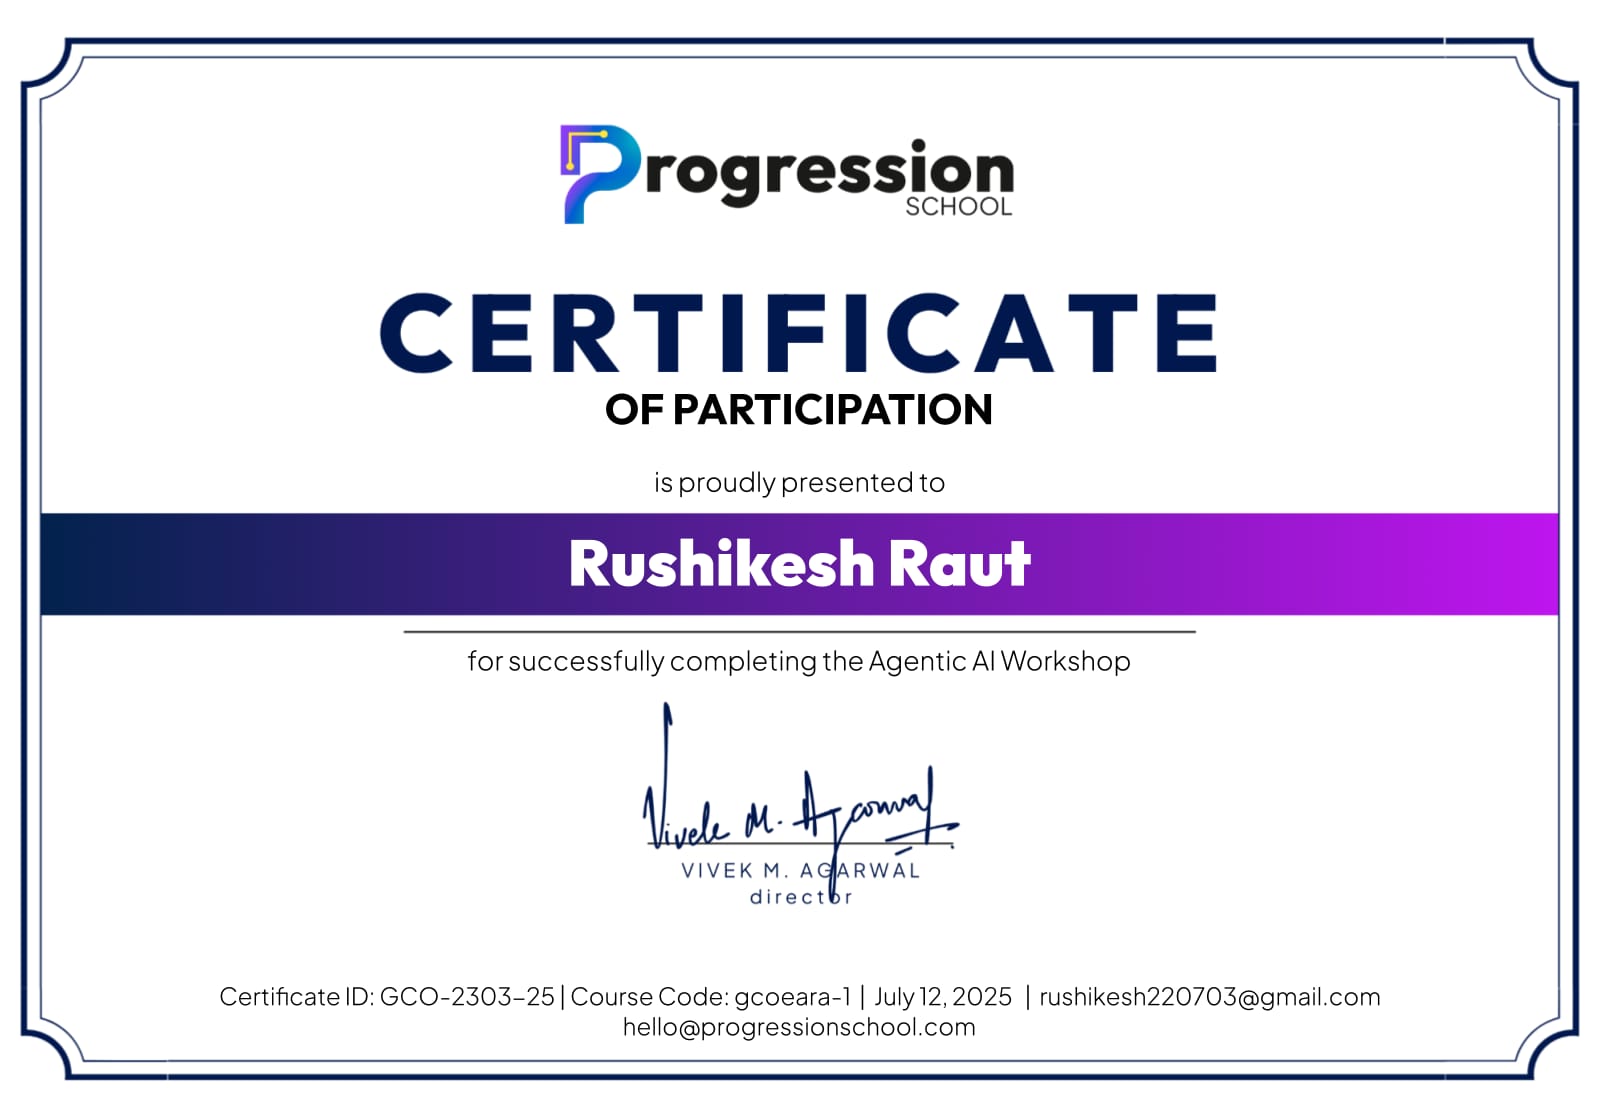 Progression
SCHOOL
CERTIFICATE
OF PARTICIPATION
is proudly presented to
Rushikesh Raut
for successfully completing the Agentic AI Workshop
Vivek M. Agarwal
VIVEK M. AGARWAL
director
Certificate ID: GCO-2303–25 | Course Code: gcoeara-1 | July 12, 2025 | rushikesh220703@gmail.com
hello@progressionschool.com